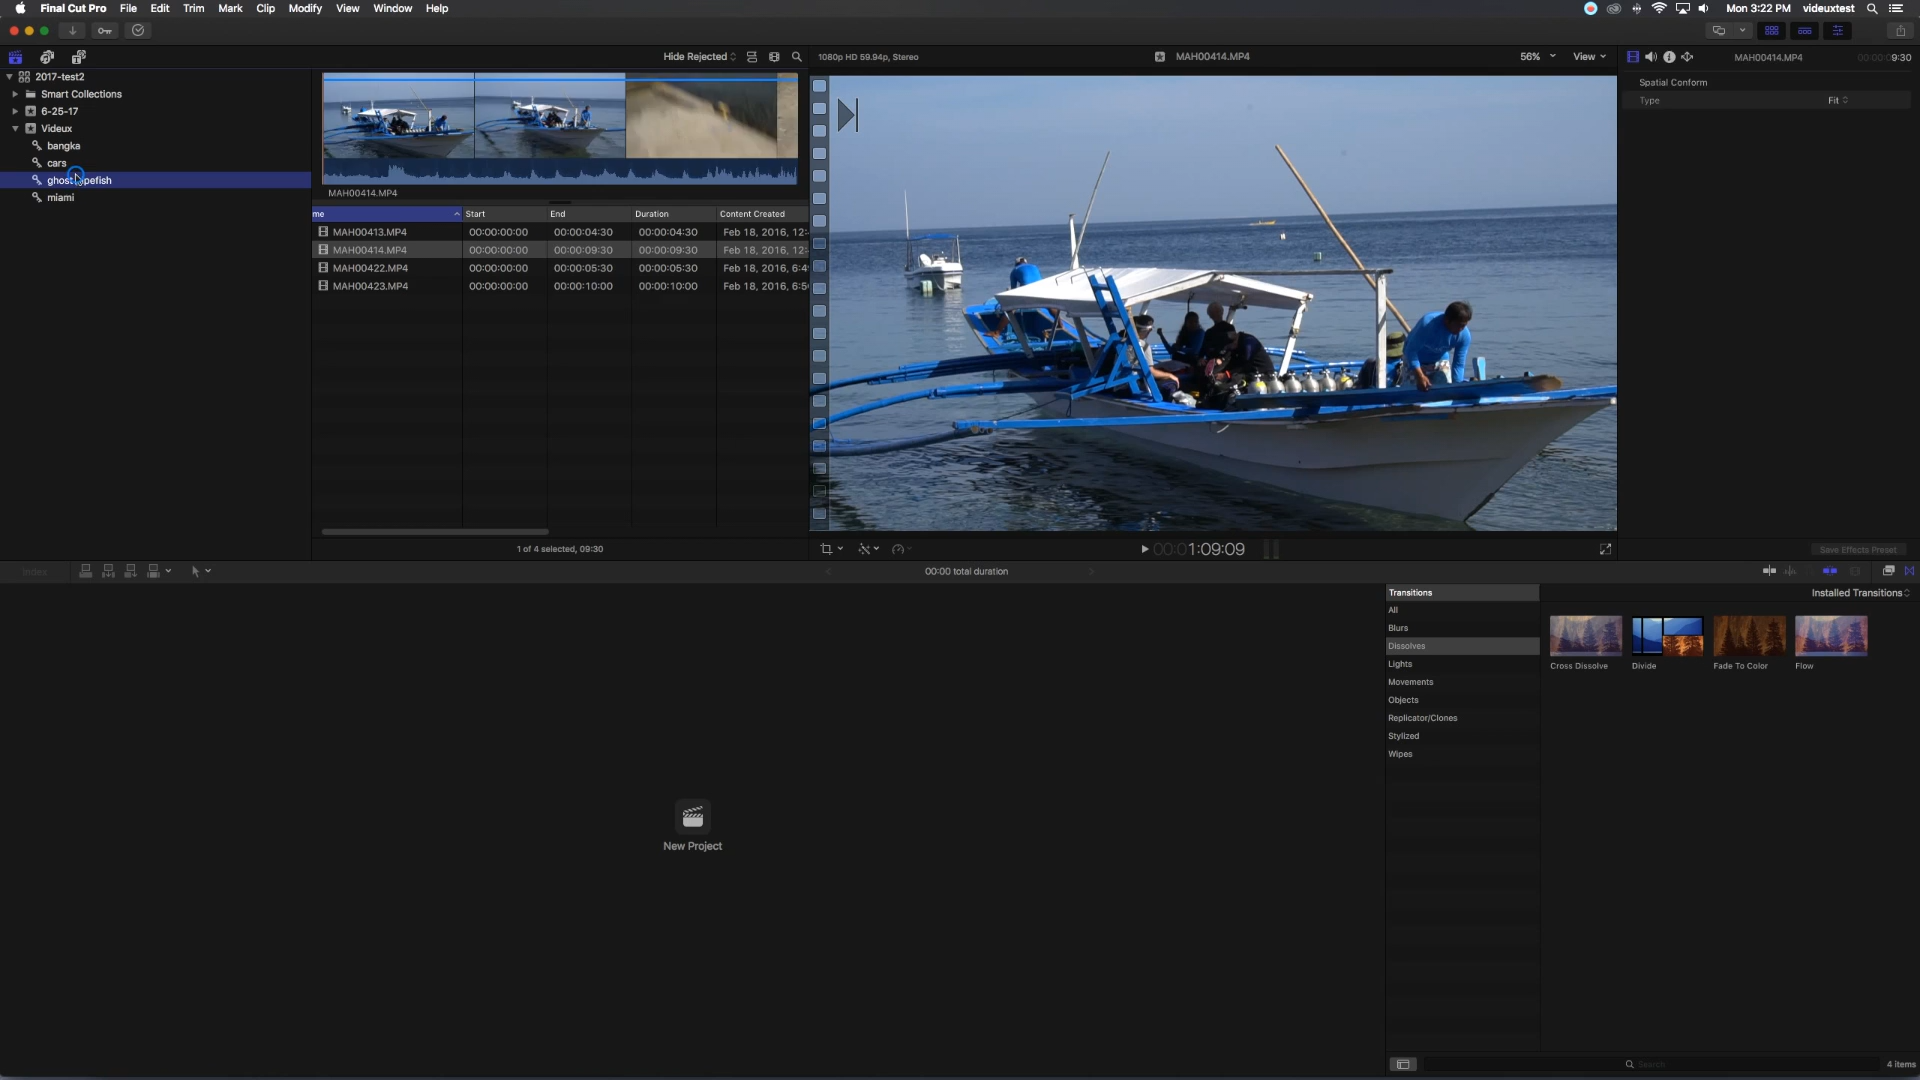 Final Cut Pro File Edit Trim Mark Clip Modify View Window Help Mon 3:22 PM videuxtest
Hide Rejected 1080p HD 59.94p, Stereo MAH00414.MP4 56% View MAH00414.MP4 9:30
2017-test2
Smart Collections
6-25-17
Videux
bangka
cars
miami
MAH00414.MP4
me Start End Duration Content Created
MAH00413.MP4 00:00:00:00 00:00:04:30 00:00:04:30 Feb 18, 2016, 12:
MAH00414.MP4 00:00:00:00 00:00:09:30 00:00:09:30 Feb 18, 2016, 12:
MAH00422.MP4 00:00:00:00 00:00:05:30 00:00:05:30 Feb 18, 2016, 6:4
MAH00423.MP4 00:00:00:00 00:00:10:00 00:00:10:00 Feb 18, 2016, 6:5
1 of 4 selected, 09:30
00:01:09:09
Spatial Conform
Type Fit
Save Effects Preset
Index 00:00 total duration
New Project
Transitions Installed Transitions
All
Blurs
Dissolves
Lights
Movements
Objects
Replicator/Clones
Stylized
Wipes
Cross Dissolve Divide Fade To Color Flow
Search 4 items